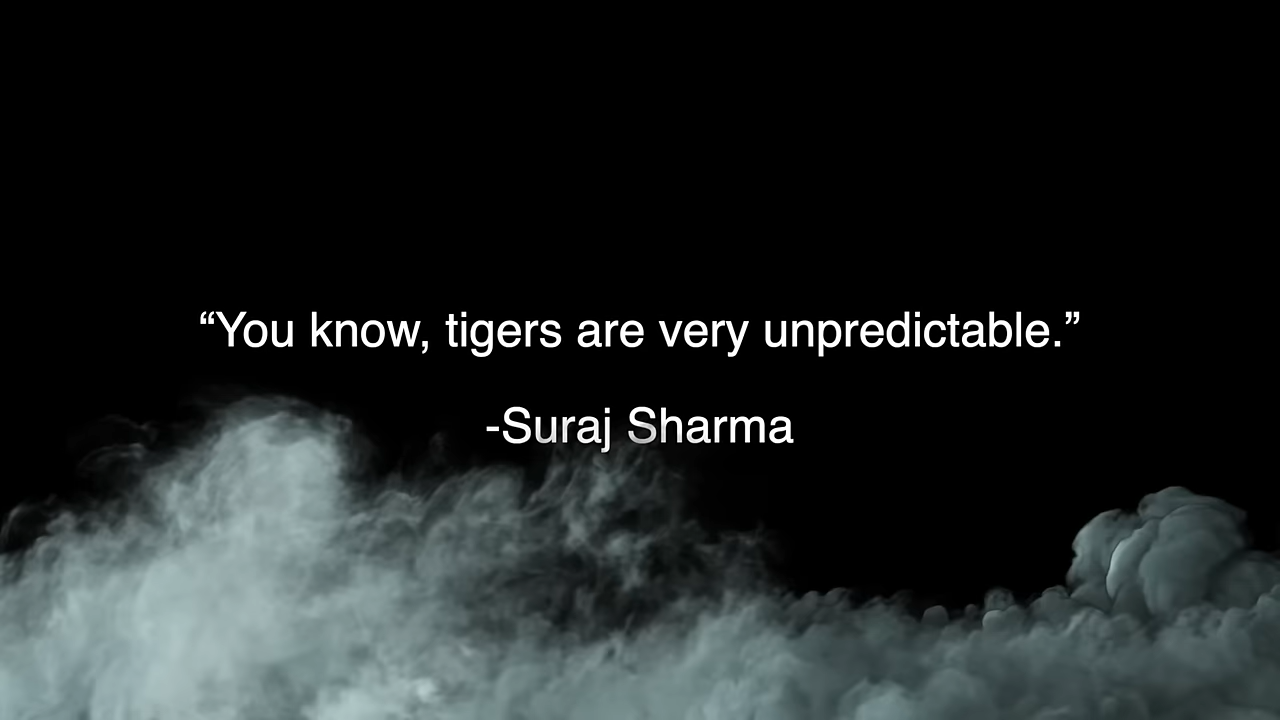 “You know, tigers are very unpredictable.”
-Suraj Sharma